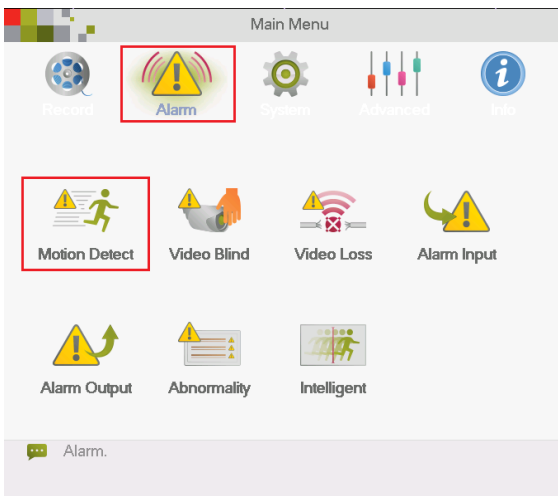 Main Menu
Record Alarm System Advanced Info
Motion Detect Video Blind Video Loss Alarm Input
Alarm Output Abnormality Intelligent
Alarm.